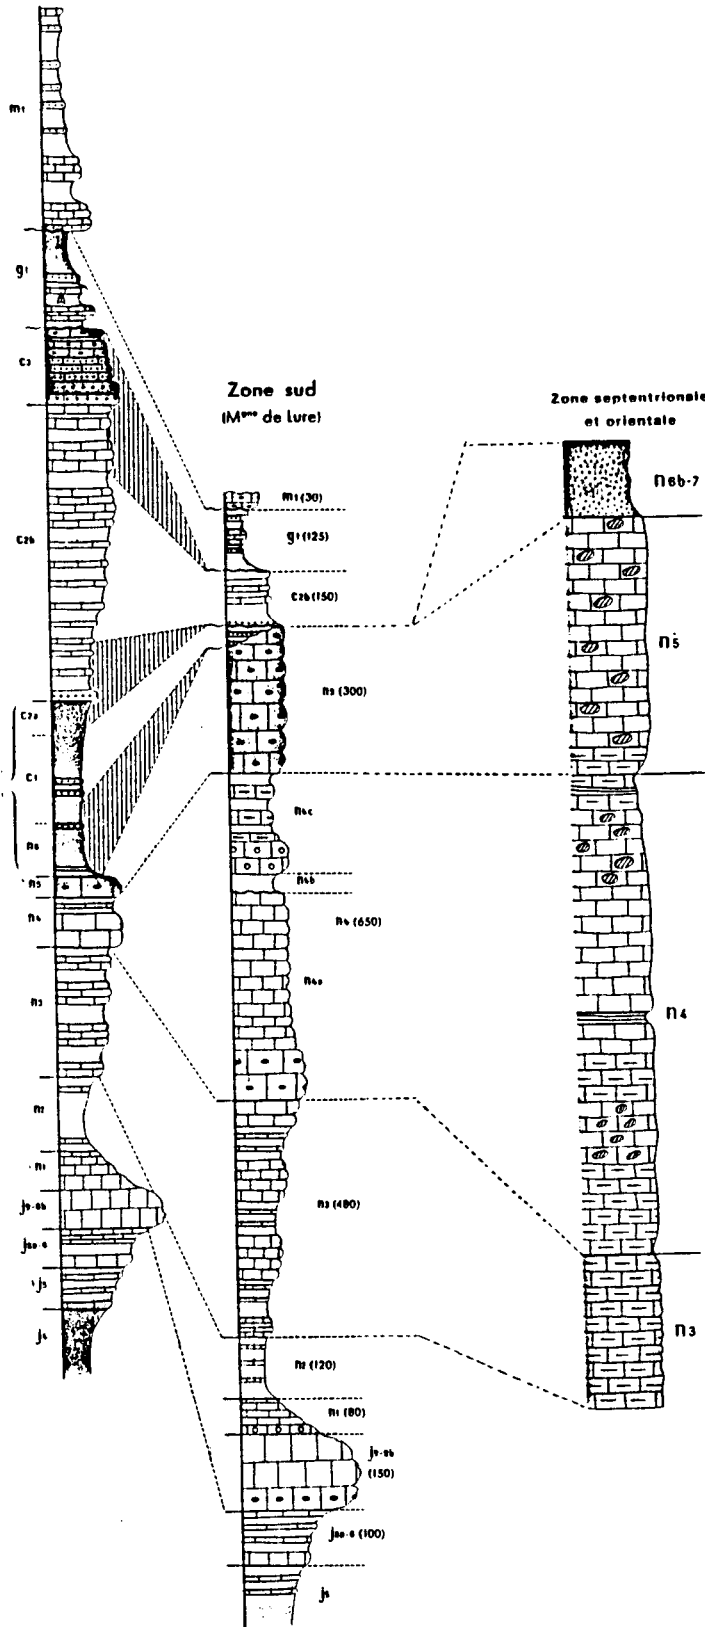 m1
g1
c3
c2b
c2a
c1
n6
n5
n4
n3
n2
n1
j9-8b
j8a-6
j5
j4
Zone sud
(Mgne de Lure)
m1 (30)
g1 (125)
c2b (150)
n5 (300)
n4c
n4b
n4 (650)
n4a
n3 (480)
n2 (120)
n1 (80)
j9-8b
(150)
j8a-6 (100)
j5
Zone septentrionale
et orientale
n6b-7
n5
n4
n3